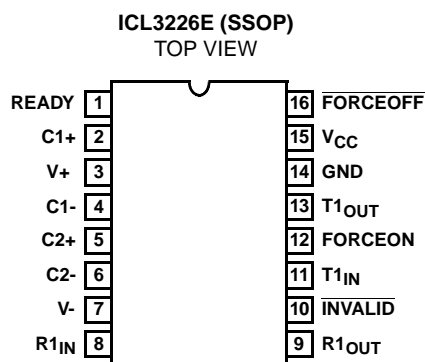 ICL3226E (SSOP)
TOP VIEW
READY 1
C1+ 2
V+ 3
C1- 4
C2+ 5
C2- 6
V- 7
R1IN 8
16 FORCEOFF
15 VCC
14 GND
13 T1OUT
12 FORCEON
11 T1IN
10 INVALID
9 R1OUT